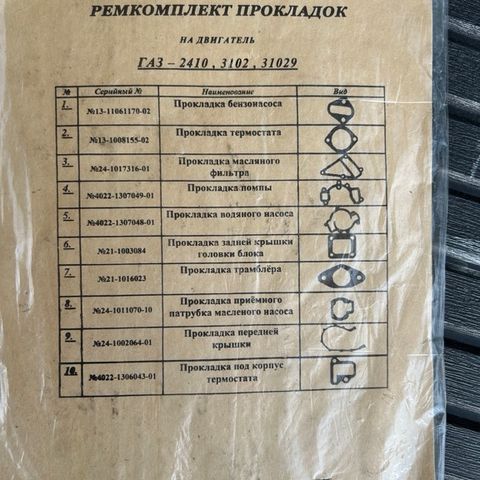 РЕМКОМПЛЕКТ ПРОКЛАДОК
НА ДВИГАТЕЛЬ
ГАЗ – 2410 , 3102 , 31029
№ Серийный № Наименование Вид
1. №13-11061170-02 Прокладка бензонасоса
2. №13-1008155-02 Прокладка термостата
3. №24-1017316-01 Прокладка масляного
фильтра
4. №4022-1307049-01 Прокладка помпы
5. №4022-1307048-01 Прокладка водяного насоса
6. №21-1003084 Прокладка задней крышки
головки блока
7. №21-1016023 Прокладка трамблёра
8. №24-1011070-10 Прокладка приёмного
патрубка масленого насоса
9. №24-1002064-01 Прокладка передней
крышки
10. №4022-1306043-01 Прокладка под корпус
термостата